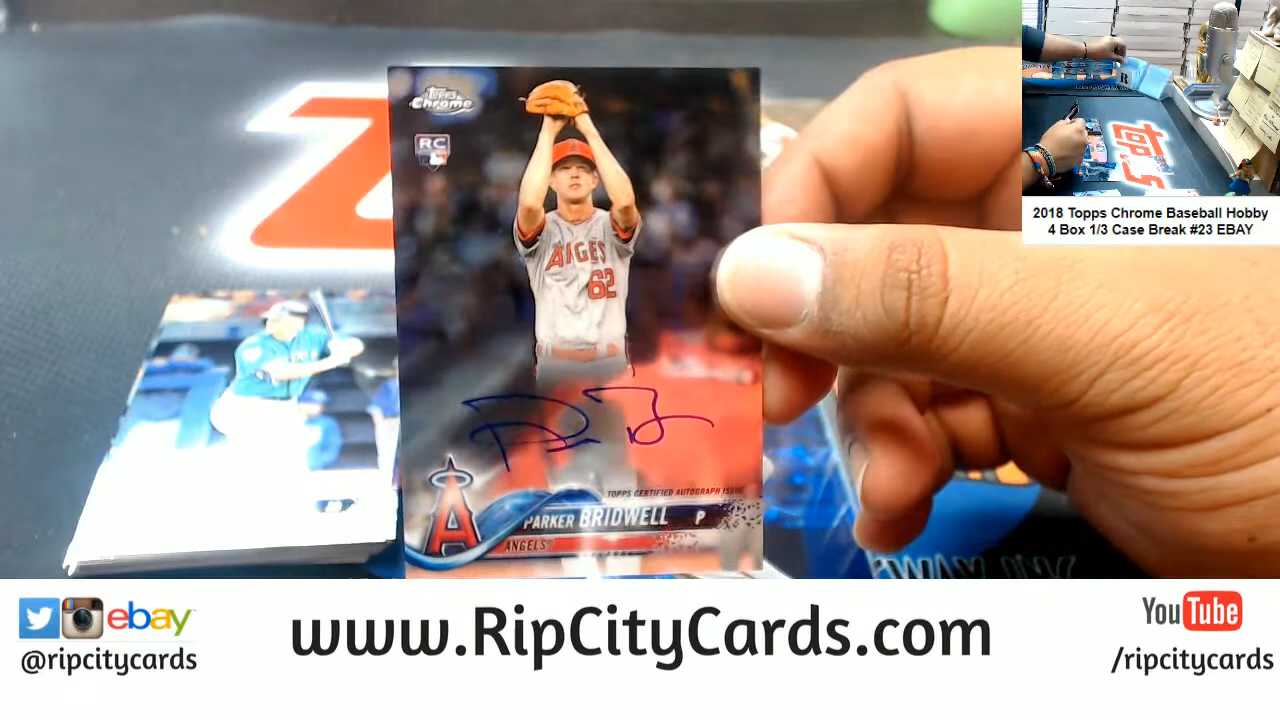 Topps
Chrome
RC
ANGELS
62
TOPPS CERTIFIED AUTOGRAPH ISSUE
PARKER BRIDWELL P
ANGELS
A
TOPPS
2018 Topps Chrome Baseball Hobby
4 Box 1/3 Case Break #23 EBAY
ebay
@ripcitycards
www.RipCityCards.com
YouTube
/ripcitycards